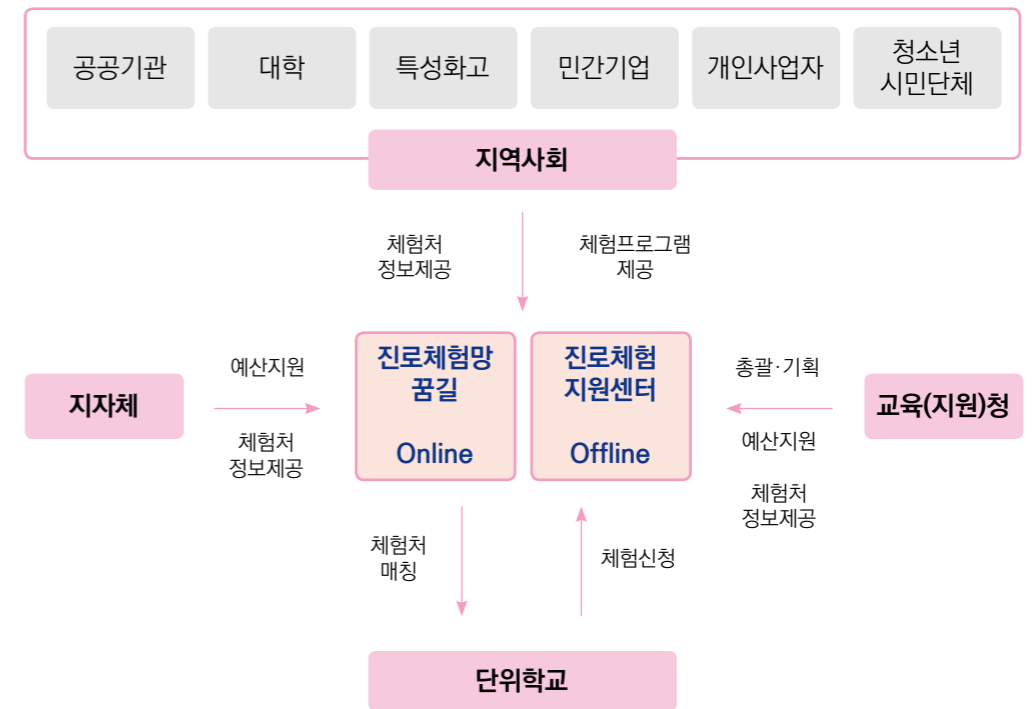 공공기관
대학
특성화고
민간기업
개인사업자
청소년
시민단체
지역사회
체험처
정보제공
체험프로그램
제공
지자체
예산지원
체험처
정보제공
진로체험망
꿈길
Online
진로체험
지원센터
Offline
총괄·기획
예산지원
체험처
정보제공
교육(지원)청
체험처
매칭
체험신청
단위학교